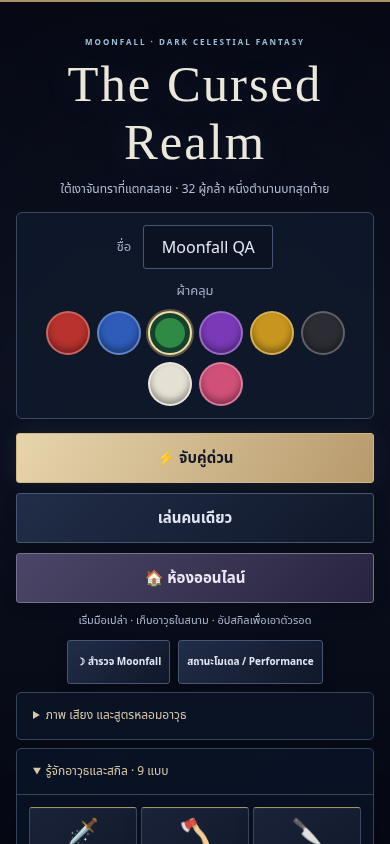 MOONFALL · DARK CELESTIAL FANTASY
The Cursed
Realm
ใต้เงาจันทราที่แตกสลาย · 32 ผู้กล้า หนึ่งตำนานบทสุดท้าย
ชื่อ
Moonfall QA
ผ้าคลุม
⚡ จับคู่ด่วน
เล่นคนเดียว
🏠 ห้องออนไลน์
เริ่มมือเปล่า · เก็บอาวุธในสนาม · อัปสกิลเพื่อเอาตัวรอด
☽ สำรวจ Moonfall
สถานะโมเดล / Performance
▶ ภาพ เสียง และสูตรหลอมอาวุธ
▼ รู้จักอาวุธและสกิล · 9 แบบ